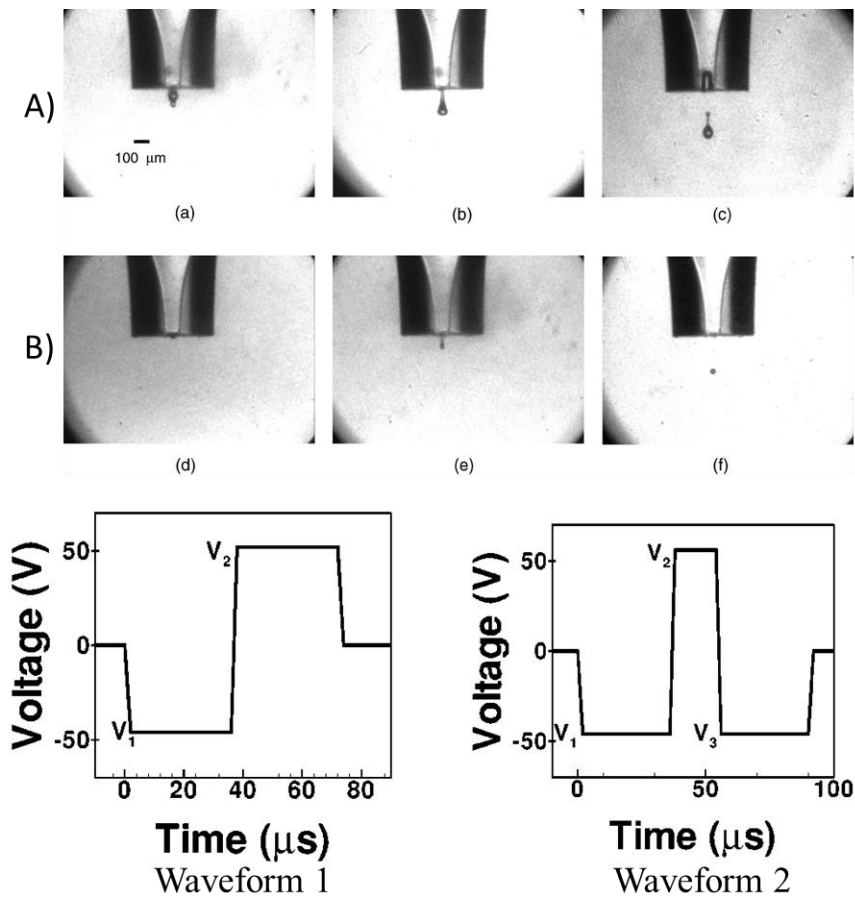 A)
100 μm
(a) (b) (c)
B)
(d) (e) (f)
Voltage (V)
50
0
-50
V2
V1
0 20 40 60 80
Time (μs)
Waveform 1
Voltage (V)
50
0
-50
V2
V1
V3
0 50 100
Time (μs)
Waveform 2